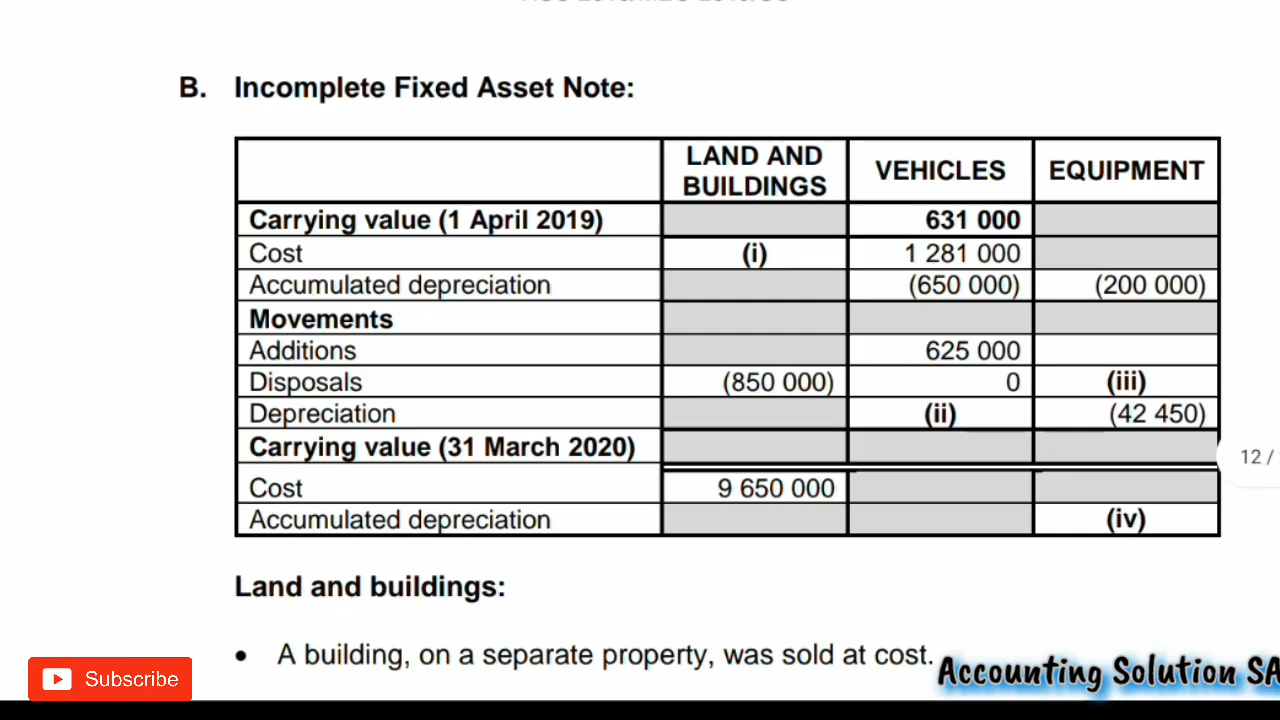 B. Incomplete Fixed Asset Note:
LAND AND BUILDINGS VEHICLES EQUIPMENT
Carrying value (1 April 2019) 631 000
Cost (i) 1 281 000
Accumulated depreciation (650 000) (200 000)
Movements
Additions 625 000
Disposals (850 000) 0 (iii)
Depreciation (ii) (42 450)
Carrying value (31 March 2020)
12 /
Cost 9 650 000
Accumulated depreciation (iv)
Land and buildings:
• A building, on a separate property, was sold at cost.
Subscribe
Accounting Solution SA